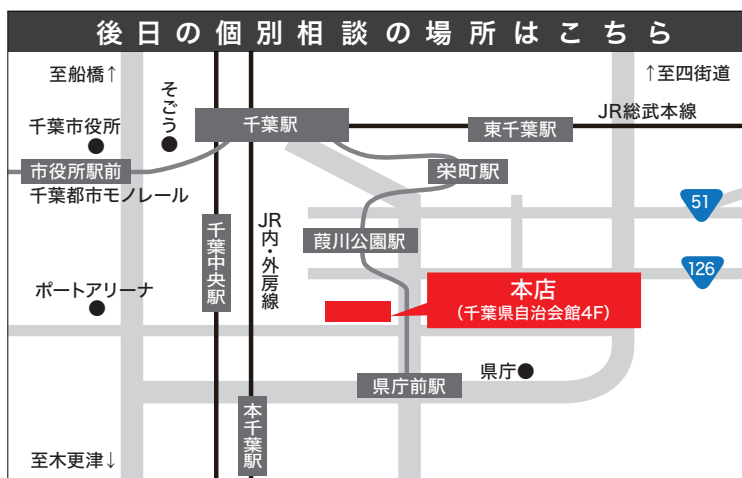 後日の個別相談の場所はこちら
至船橋↑
↑至四街道
そごう
千葉市役所
千葉駅
JR総武本線
東千葉駅
市役所駅前
栄町駅
千葉都市モノレール
51
千葉中央駅
JR内・外房線
葭川公園駅
126
ポートアリーナ
本店
(千葉県自治会館4F)
県庁
県庁前駅
本千葉駅
至木更津↓